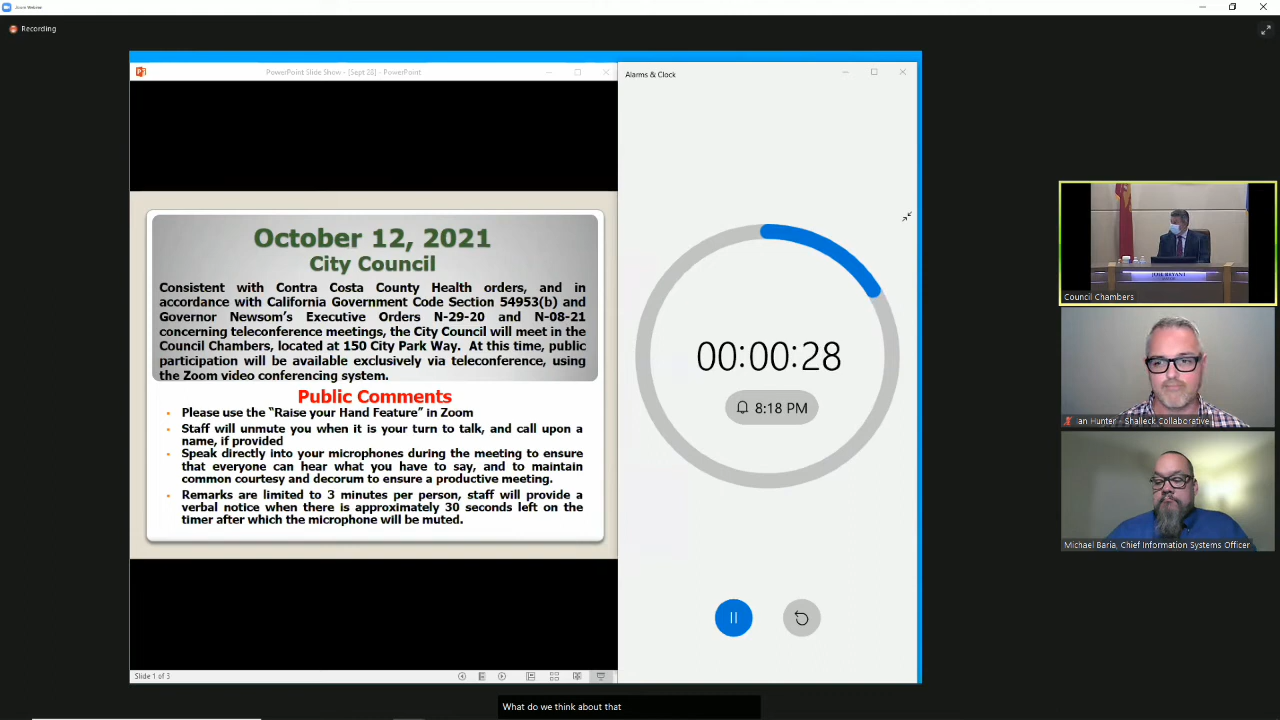 Zoom Webinar
Recording
PowerPoint Slide Show - [Sept 28] - PowerPoint
Alarms & Clock
October 12, 2021
City Council
Consistent with Contra Costa County Health orders, and in
accordance with California Government Code Section 54953(b) and
Governor Newsom's Executive Orders N-29-20 and N-08-21
concerning teleconference meetings, the City Council will meet in the
Council Chambers, located at 150 City Park Way. At this time, public
participation will be available exclusively via teleconference, using
the Zoom video conferencing system.
Public Comments
• Please use the “Raise your Hand Feature” in Zoom
• Staff will unmute you when it is your turn to talk, and call upon a
name, if provided
• Speak directly into your microphones during the meeting to ensure
that everyone can hear what you have to say, and to maintain
common courtesy and decorum to ensure a productive meeting.
• Remarks are limited to 3 minutes per person, staff will provide a
verbal notice when there is approximately 30 seconds left on the
timer after which the microphone will be muted.
Slide 1 of 3
00:00:28
8:18 PM
BRYANT
Council Chambers
Ian Hunter - Shalleck Collaborative
Michael Baria, Chief Information Systems Officer
What do we think about that